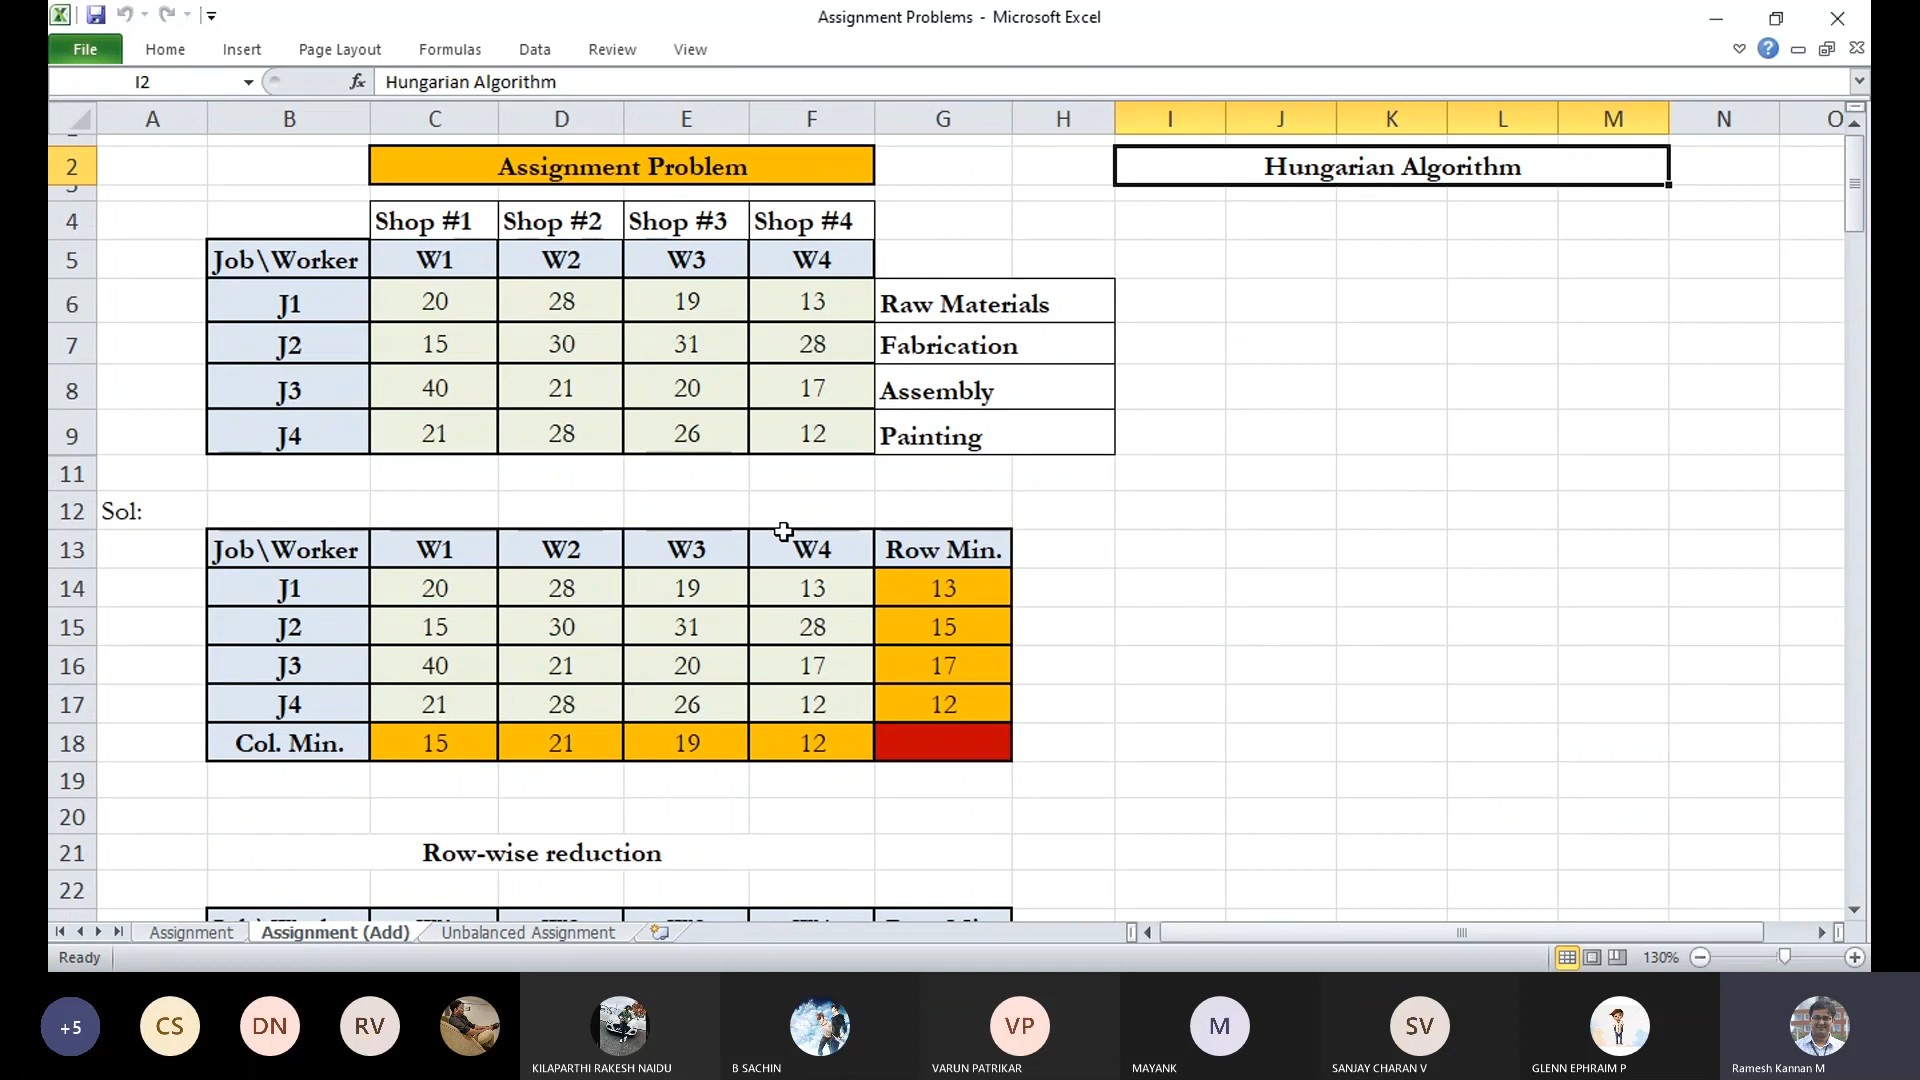 Assignment Problems - Microsoft Excel
File Home Insert Page Layout Formulas Data Review View
I2 fx Hungarian Algorithm
A B C D E F G H I J K L M N O
2 Assignment Problem Hungarian Algorithm
4 Shop #1 Shop #2 Shop #3 Shop #4
5 Job\Worker W1 W2 W3 W4
6 J1 20 28 19 13 Raw Materials
7 J2 15 30 31 28 Fabrication
8 J3 40 21 20 17 Assembly
9 J4 21 28 26 12 Painting
11
12 Sol:
13 Job\Worker W1 W2 W3 W4 Row Min.
14 J1 20 28 19 13 13
15 J2 15 30 31 28 15
16 J3 40 21 20 17 17
17 J4 21 28 26 12 12
18 Col. Min. 15 21 19 12
19
20
21 Row-wise reduction
22
Assignment Assignment (Add) Unbalanced Assignment
Ready 130%
+5 CS DN RV VP M SV
KILAPARTHI RAKESH NAIDU B SACHIN VARUN PATRIKAR MAYANK SANJAY CHARAN V GLENN EPHRAIM P Ramesh Kannan M